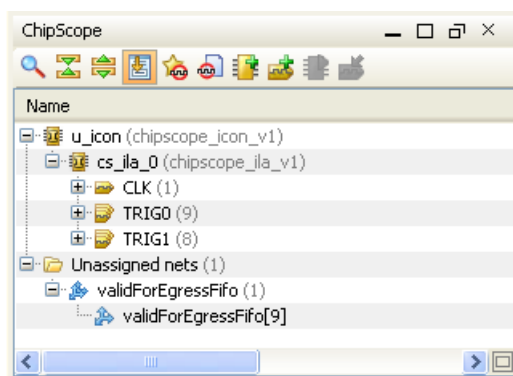 ChipScope
Name
u_icon (chipscope_icon_v1)
cs_ila_0 (chipscope_ila_v1)
CLK (1)
TRIG0 (9)
TRIG1 (8)
Unassigned nets (1)
validForEgressFifo (1)
validForEgressFifo[9]